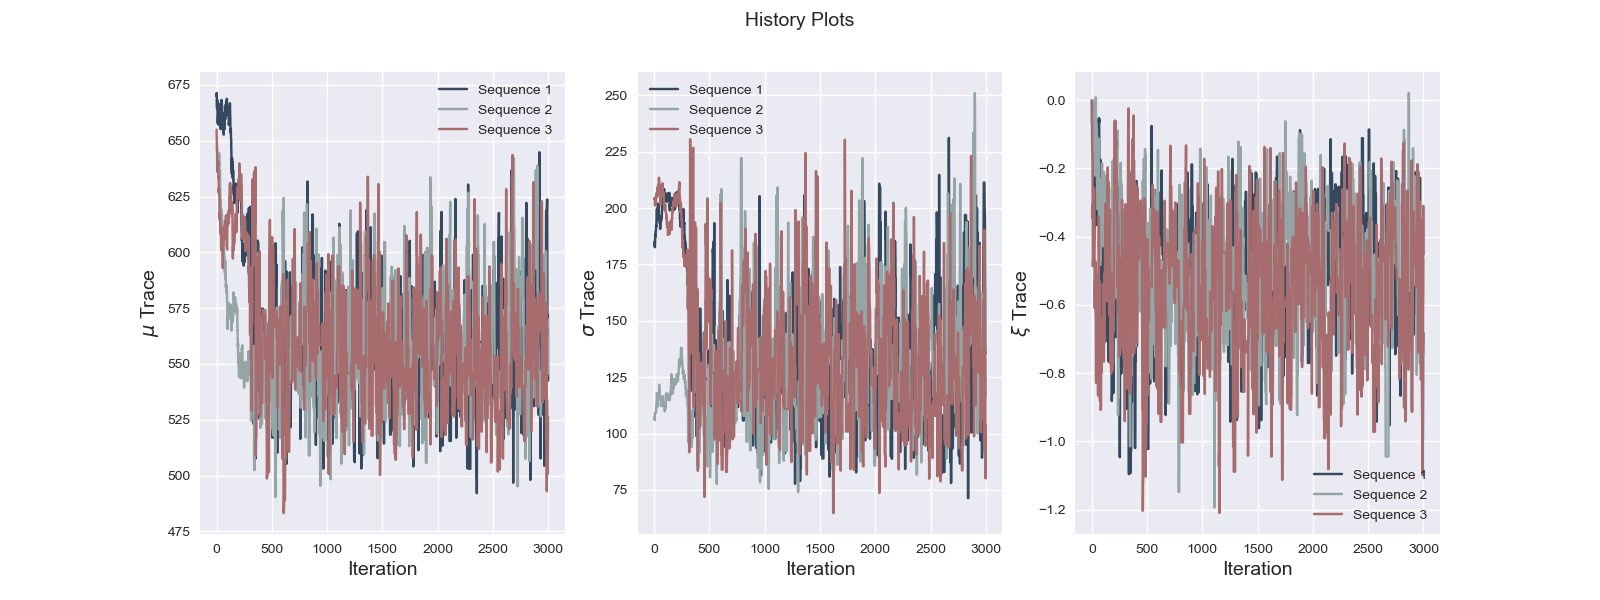 History Plots
675
650
625
600
575
550
525
500
475
μ Trace
0 500 1000 1500 2000 2500 3000
Iteration
Sequence 1
Sequence 2
Sequence 3
250
225
200
175
150
125
100
75
σ Trace
0 500 1000 1500 2000 2500 3000
Iteration
Sequence 1
Sequence 2
Sequence 3
0.0
−0.2
−0.4
−0.6
−0.8
−1.0
−1.2
ξ Trace
0 500 1000 1500 2000 2500 3000
Iteration
Sequence 1
Sequence 2
Sequence 3